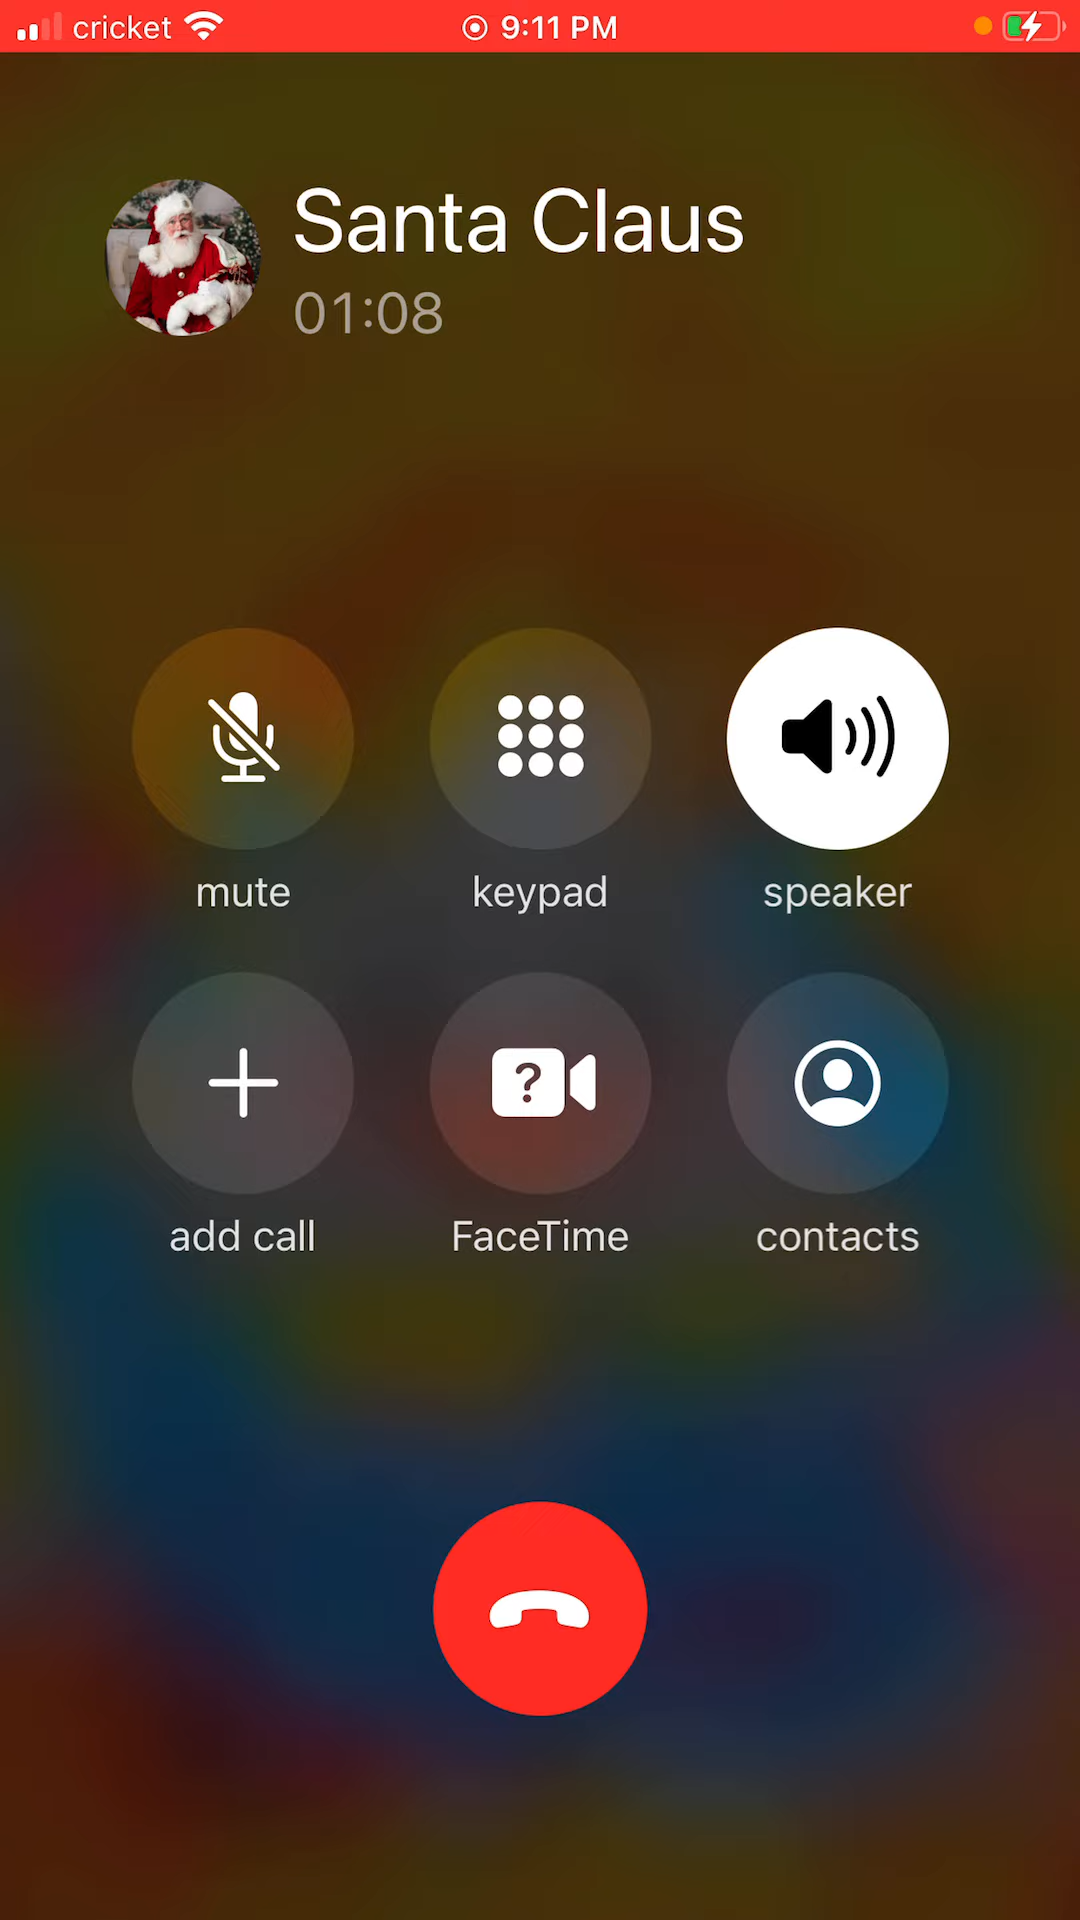 cricket 9:11 PM
Santa Claus
01:08
mute keypad speaker
?
add call FaceTime contacts